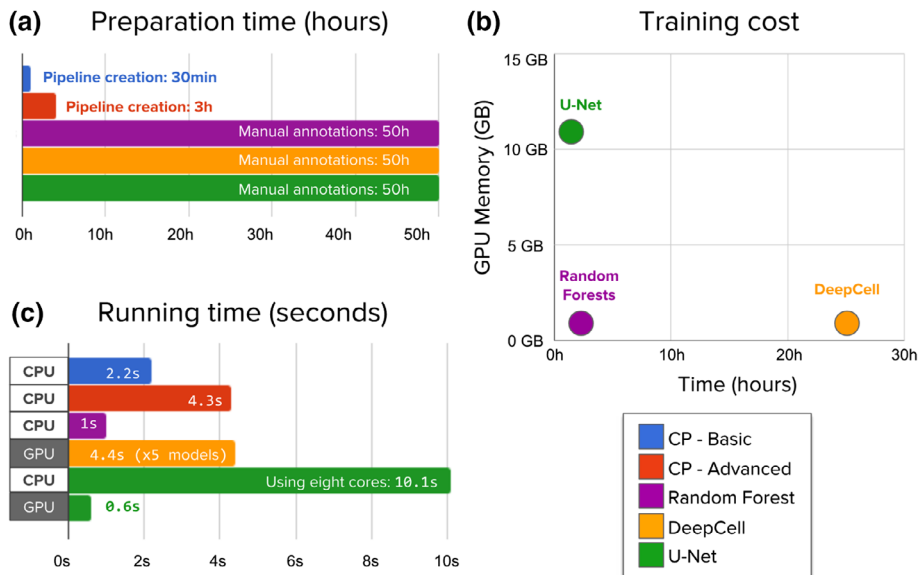 (a) Preparation time (hours)
Pipeline creation: 30min
Pipeline creation: 3h
Manual annotations: 50h
Manual annotations: 50h
Manual annotations: 50h
0h 10h 20h 30h 40h 50h
(b) Training cost
GPU Memory (GB)
15 GB
10 GB
5 GB
0 GB
U-Net
Random
Forests
DeepCell
0h 10h 20h 30h
Time (hours)
(c) Running time (seconds)
CPU 2.2s
CPU 4.3s
CPU 1s
GPU 4.4s (x5 models)
CPU Using eight cores: 10.1s
GPU 0.6s
0s 2s 4s 6s 8s 10s
CP - Basic
CP - Advanced
Random Forest
DeepCell
U-Net